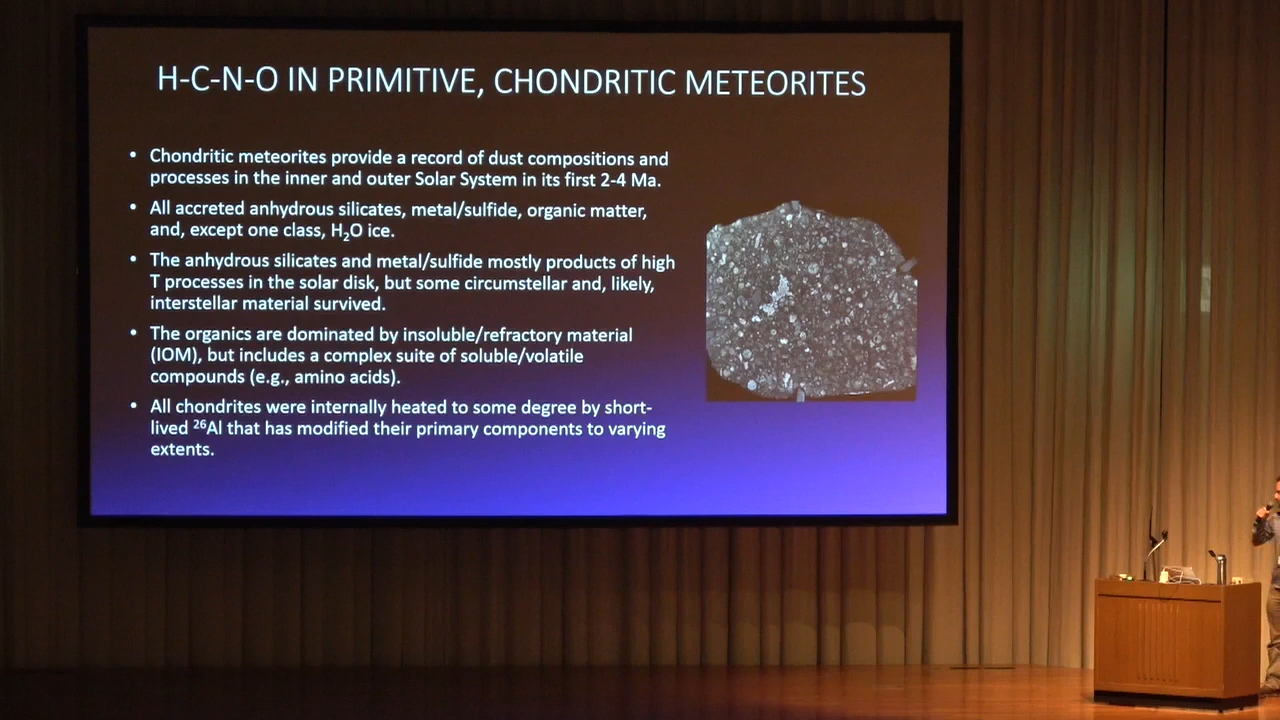 H-C-N-O IN PRIMITIVE, CHONDRITIC METEORITES
• Chondritic meteorites provide a record of dust compositions and
processes in the inner and outer Solar System in its first 2-4 Ma.
• All accreted anhydrous silicates, metal/sulfide, organic matter,
and, except one class, H₂O ice.
• The anhydrous silicates and metal/sulfide mostly products of high
T processes in the solar disk, but some circumstellar and, likely,
interstellar material survived.
• The organics are dominated by insoluble/refractory material
(IOM), but includes a complex suite of soluble/volatile
compounds (e.g., amino acids).
• All chondrites were internally heated to some degree by short-
lived ²⁶Al that has modified their primary components to varying
extents.